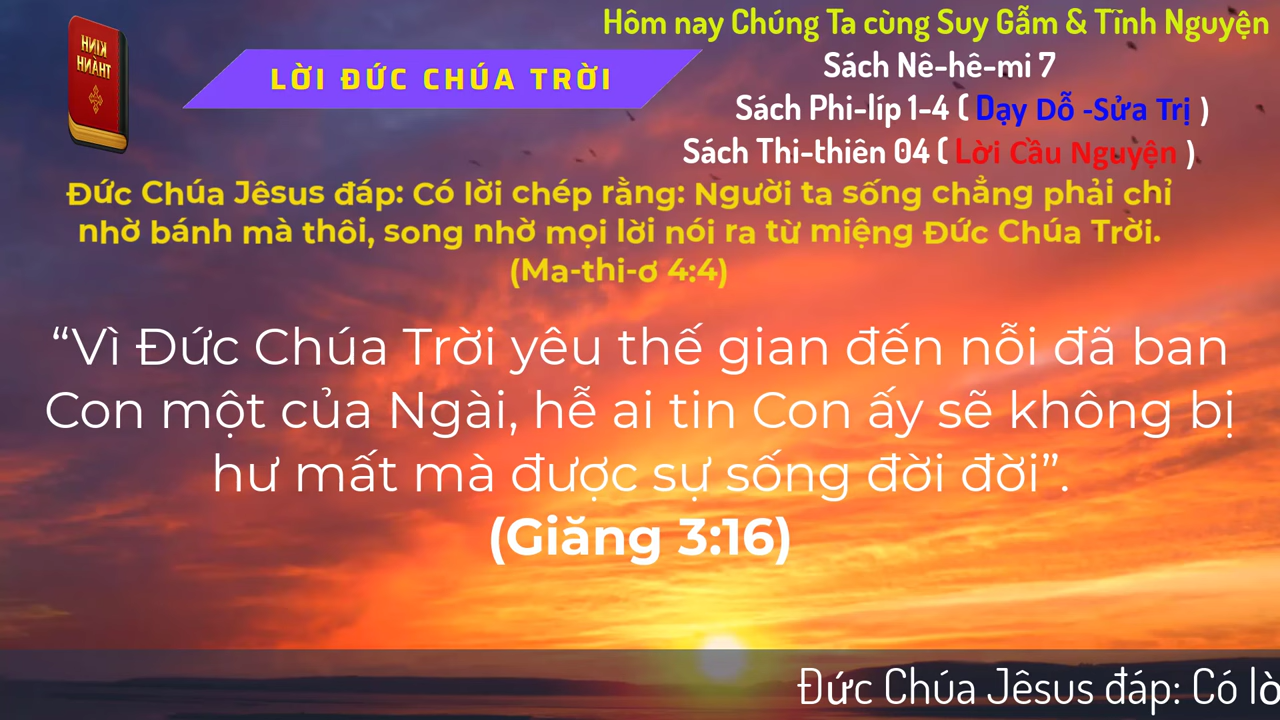 Hôm nay Chúng Ta cùng Suy Gẫm & Tĩnh Nguyện
Sách Nê-hê-mi 7
Sách Phi-líp 1-4 ( Dạy Dỗ -Sửa Trị )
Sách Thi-thiên 04 ( Lời Cầu Nguyện )
KINH
THÁNH
LỜI ĐỨC CHÚA TRỜI
Đức Chúa Jêsus đáp: Có lời chép rằng: Người ta sống chẳng phải chỉ
nhờ bánh mà thôi, song nhờ mọi lời nói ra từ miệng Đức Chúa Trời.
(Ma-thi-ơ 4:4)
“Vì Đức Chúa Trời yêu thế gian đến nỗi đã ban
Con một của Ngài, hễ ai tin Con ấy sẽ không bị
hư mất mà được sự sống đời đời”.
(Giăng 3:16)
Đức Chúa Jêsus đáp: Có lờ